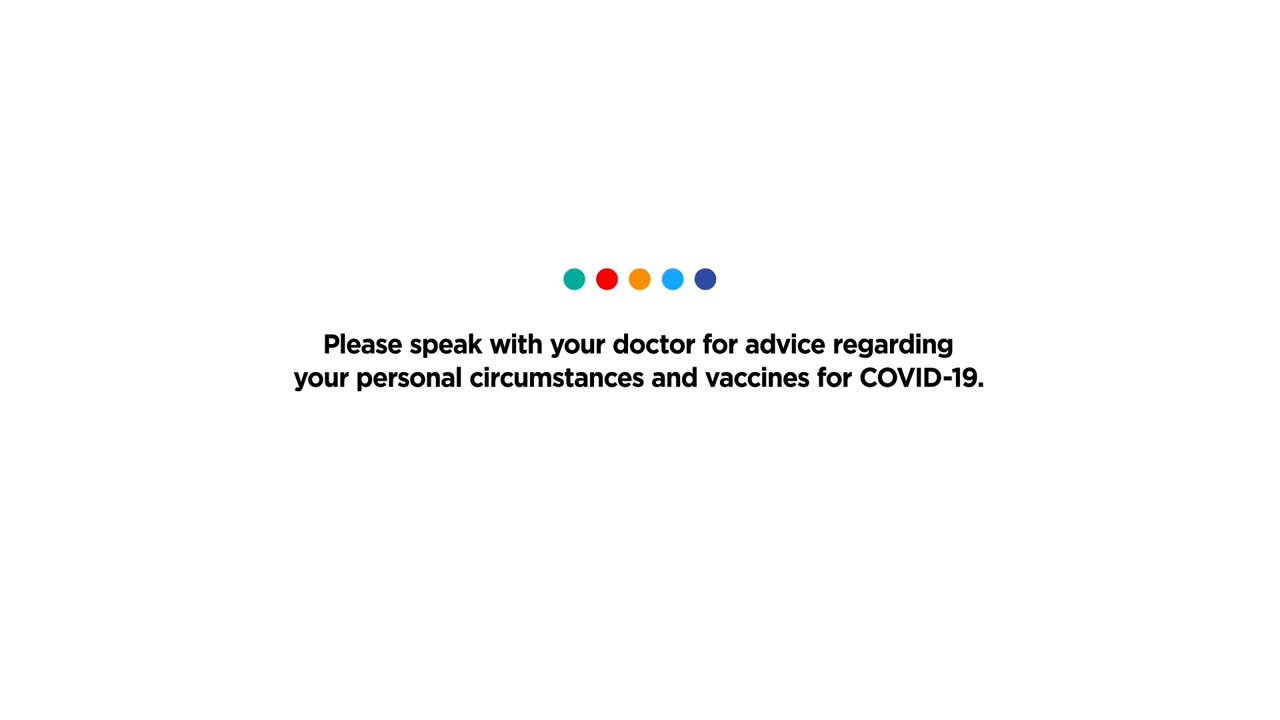 Please speak with your doctor for advice regarding
your personal circumstances and vaccines for COVID-19.